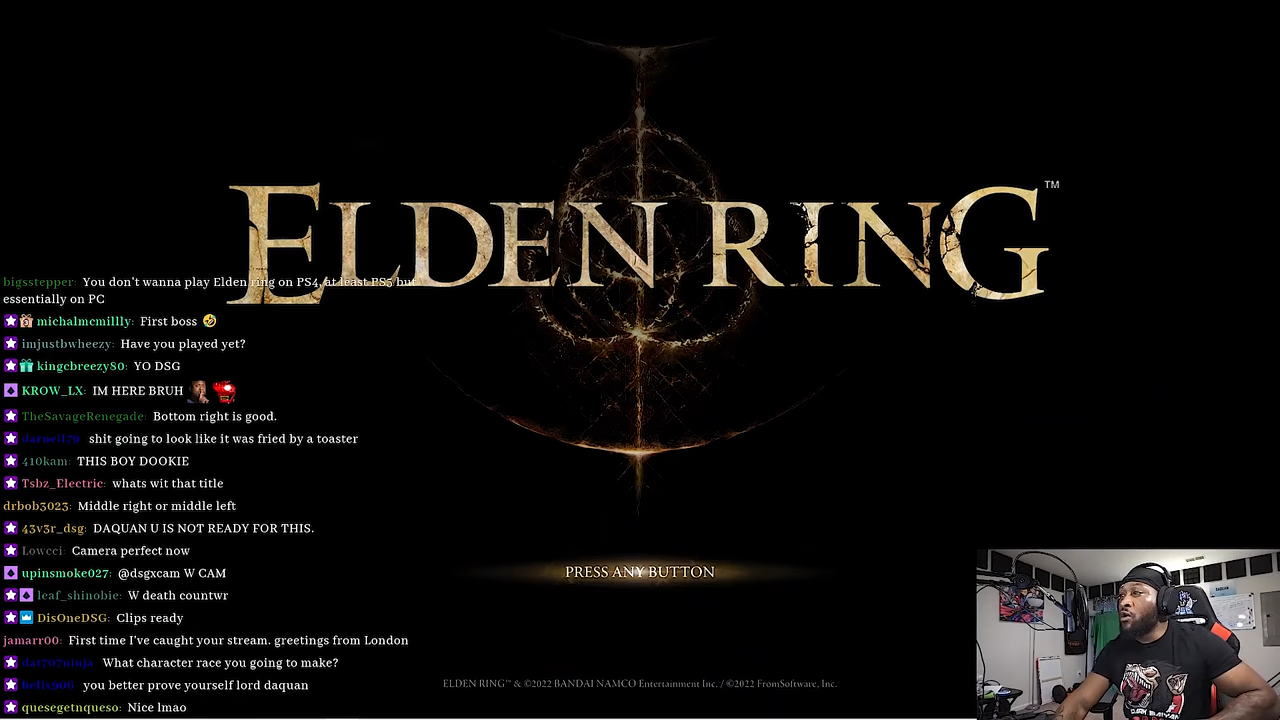 ELDEN RING™
bigsstepper: You don't wanna play Elden ring on PS4, at least PS5 but
essentially on PC
michalmcmillly: First boss 🤣
imjustbwheezy: Have you played yet?
kingcbreezy80: YO DSG
KROW_LX: IM HERE BRUH
TheSavageRenegade: Bottom right is good.
darnell79: shit going to look like it was fried by a toaster
410kam: THIS BOY DOOKIE
Tsbz_Electric: whats wit that title
drbob3023: Middle right or middle left
43v3r_dsg: DAQUAN U IS NOT READY FOR THIS.
Lowcci: Camera perfect now
PRESS ANY BUTTON
upinsmoke027: @dsgxcam W CAM
leaf_shinobie: W death countwr
DisOneDSG: Clips ready
jamarr00: First time I've caught your stream. greetings from London
dat707ninja: What character race you going to make?
you better prove yourself lord daquan
ELDEN RING™ & ©2022 BANDAI NAMCO Entertainment Inc. / ©2022 FromSoftware, Inc.
quesegetnqueso: Nice lmao